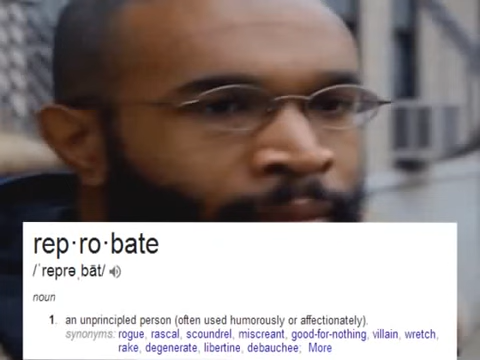 rep·ro·bate
/ˈreprəˌbāt/
noun
1. an unprincipled person (often used humorously or affectionately).
synonyms: rogue, rascal, scoundrel, miscreant, good-for-nothing, villain, wretch,
rake, degenerate, libertine, debauchee; More